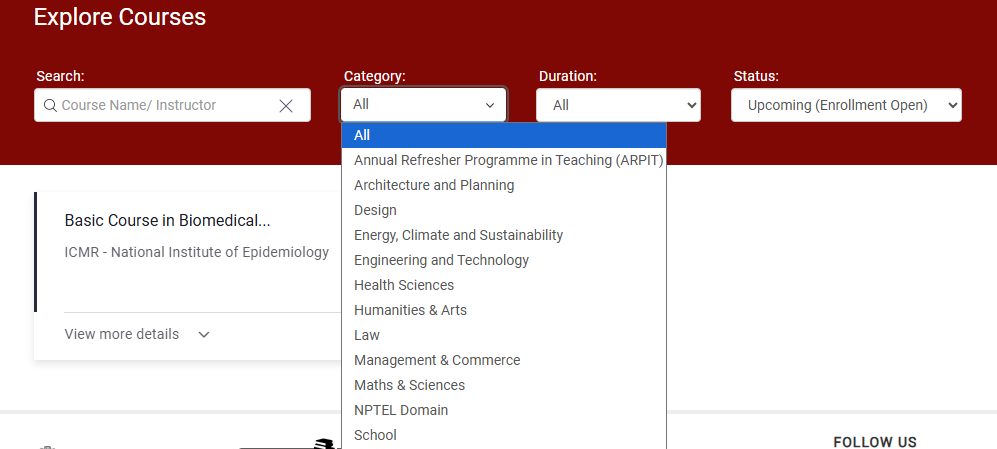 Explore Courses
Search: Category: Duration: Status:
Course Name/ Instructor All All Upcoming (Enrollment Open)
All
Annual Refresher Programme in Teaching (ARPIT)
Architecture and Planning
Design
Energy, Climate and Sustainability
Engineering and Technology
Health Sciences
Humanities & Arts
Law
Management & Commerce
Maths & Sciences
NPTEL Domain
School
Basic Course in Biomedical...
ICMR - National Institute of Epidemiology
View more details
FOLLOW US